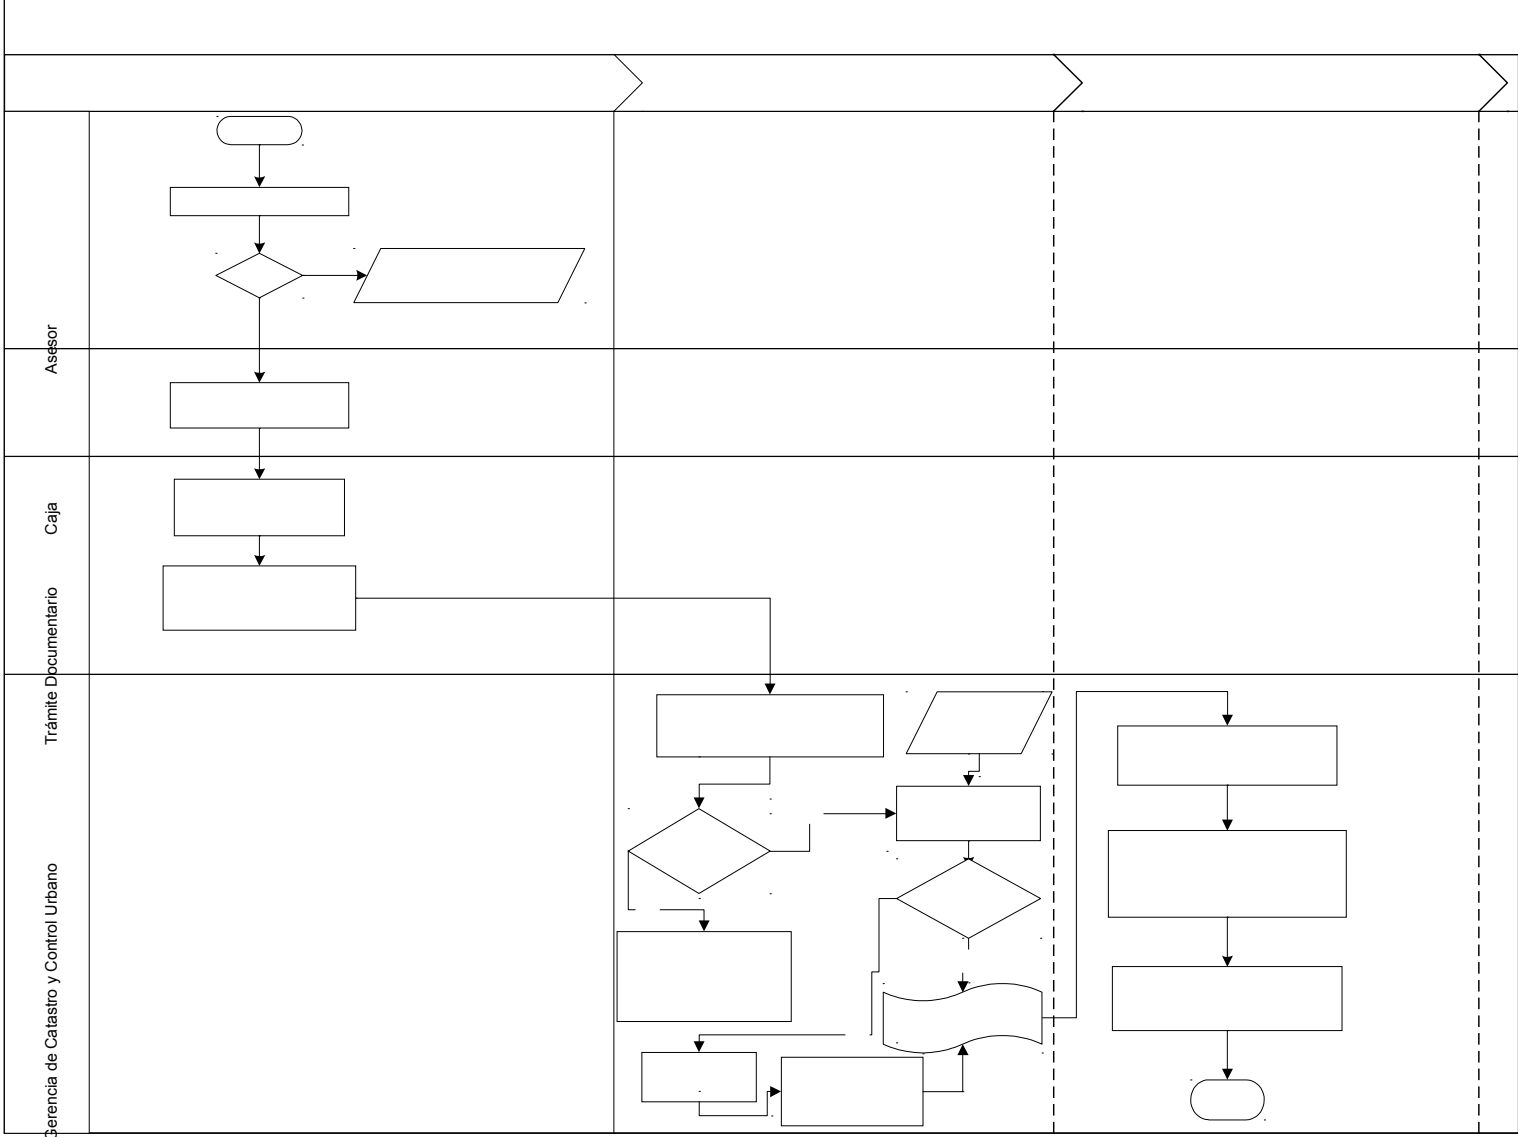 Asesor
Caja
Trámite Documentario
Gerencia de Catastro y Control Urbano